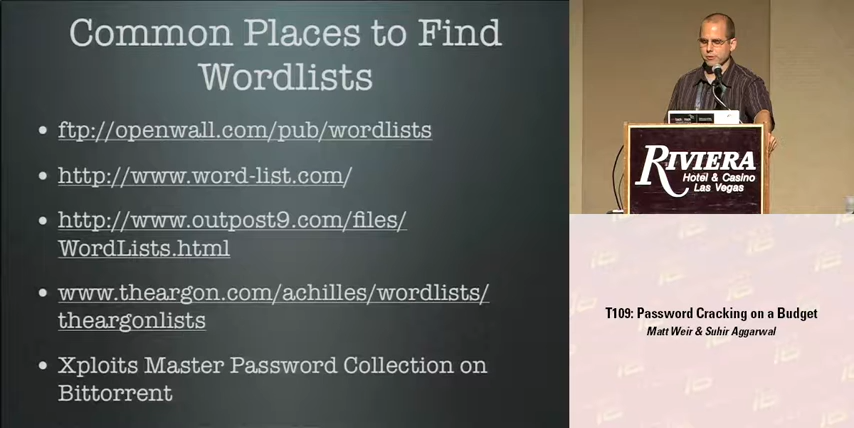 Common Places to Find
Wordlists
• ftp://openwall.com/pub/wordlists
• http://www.word-list.com/
• http://www.outpost9.com/files/
WordLists.html
• www.theargon.com/achilles/wordlists/
theargonlists
• Xploits Master Password Collection on
Bittorrent
RIVIERA
Hotel & Casino
Las Vegas
T109: Password Cracking on a Budget
Matt Weir & Suhir Aggarwal